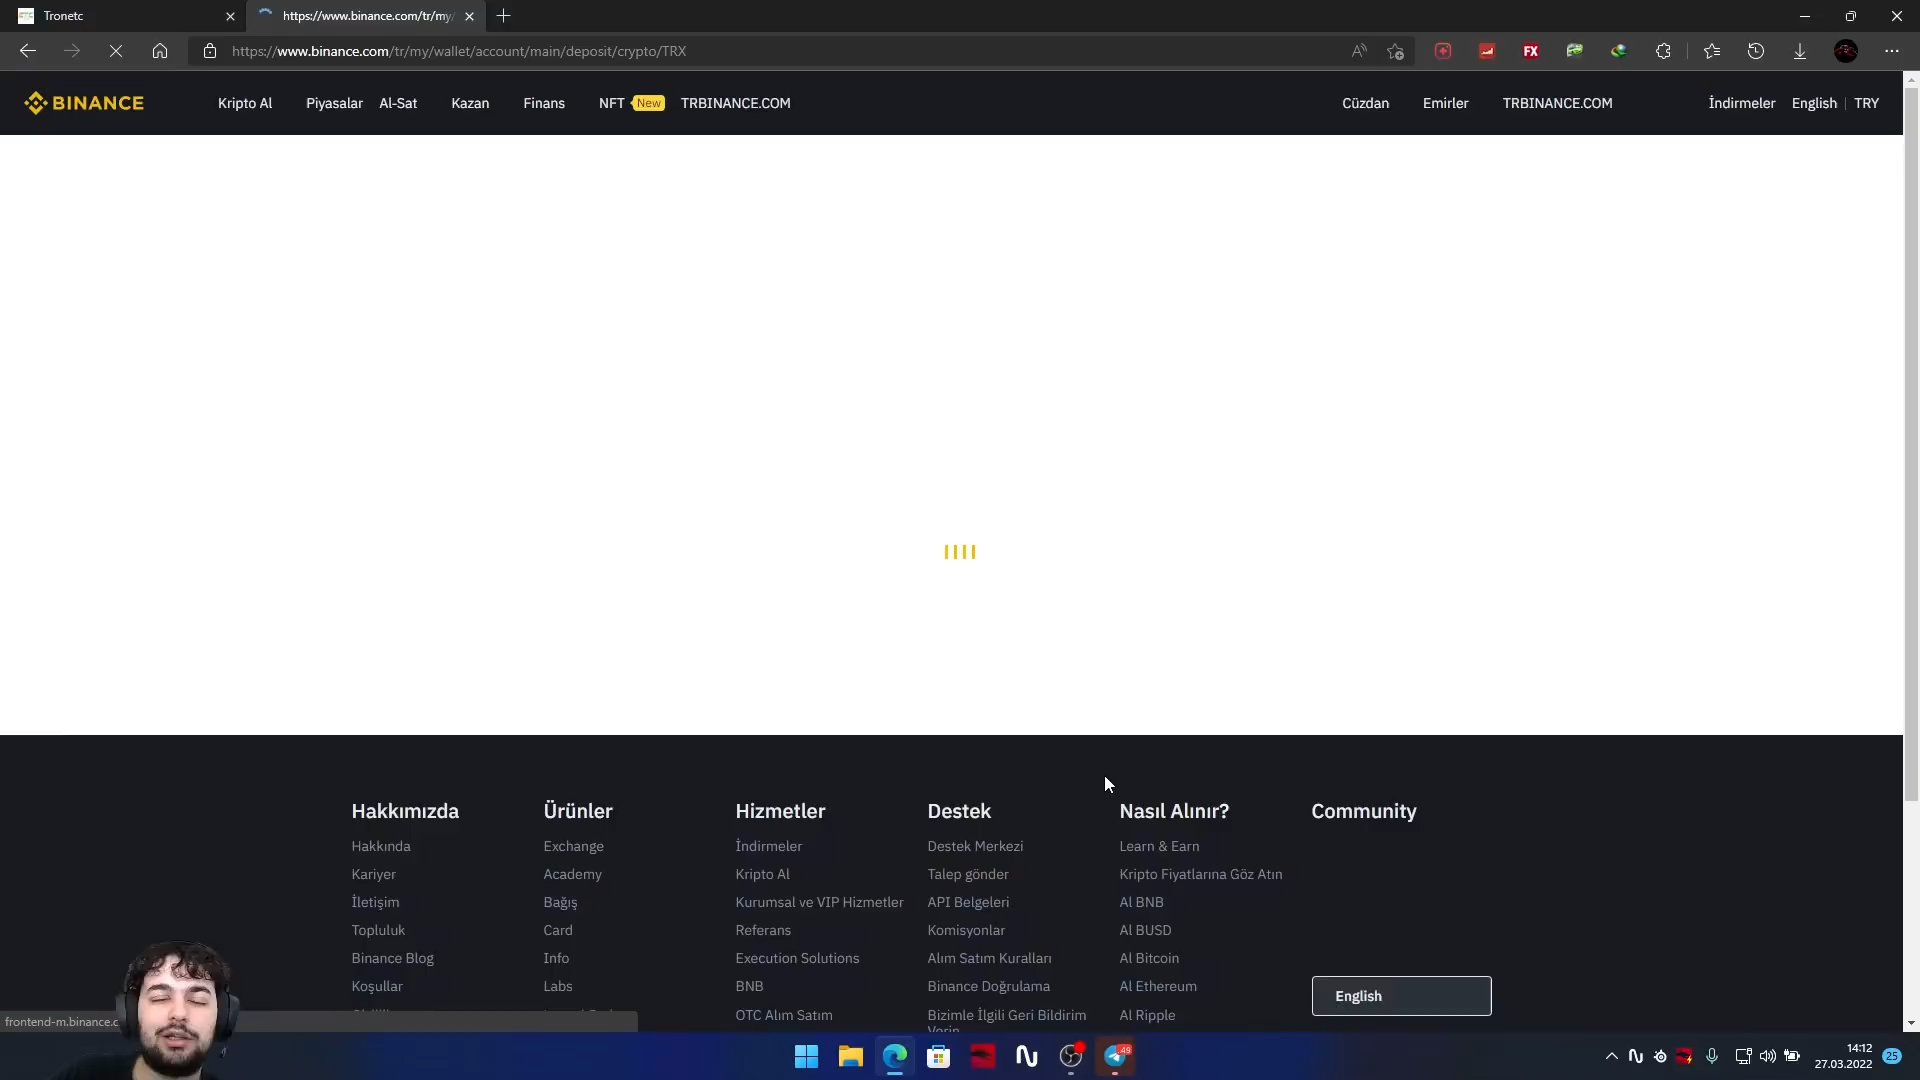 Tronetc
https://www.binance.com/tr/my/
https://www.binance.com/tr/my/wallet/account/main/deposit/crypto/TRX
BINANCE
Kripto Al
Piyasalar
Al-Sat
Kazan
Finans
NFT New
TRBINANCE.COM
Cüzdan
Emirler
TRBINANCE.COM
İndirmeler
English
TRY
Hakkımızda
Hakkında
Kariyer
İletişim
Topluluk
Binance Blog
Koşullar
Ürünler
Exchange
Academy
Bağış
Card
Info
Labs
Hizmetler
İndirmeler
Kripto Al
Kurumsal ve VIP Hizmetler
Referans
Execution Solutions
BNB
OTC Alım Satım
Destek
Destek Merkezi
Talep gönder
API Belgeleri
Komisyonlar
Alım Satım Kuralları
Binance Doğrulama
Bizimle İlgili Geri Bildirim
Verin
Nasıl Alınır?
Learn & Earn
Kripto Fiyatlarına Göz Atın
Al BNB
Al BUSD
Al Bitcoin
Al Ethereum
Al Ripple
Community
English
frontend-m.binance.c
FX
49
14:12
27.03.2022
25